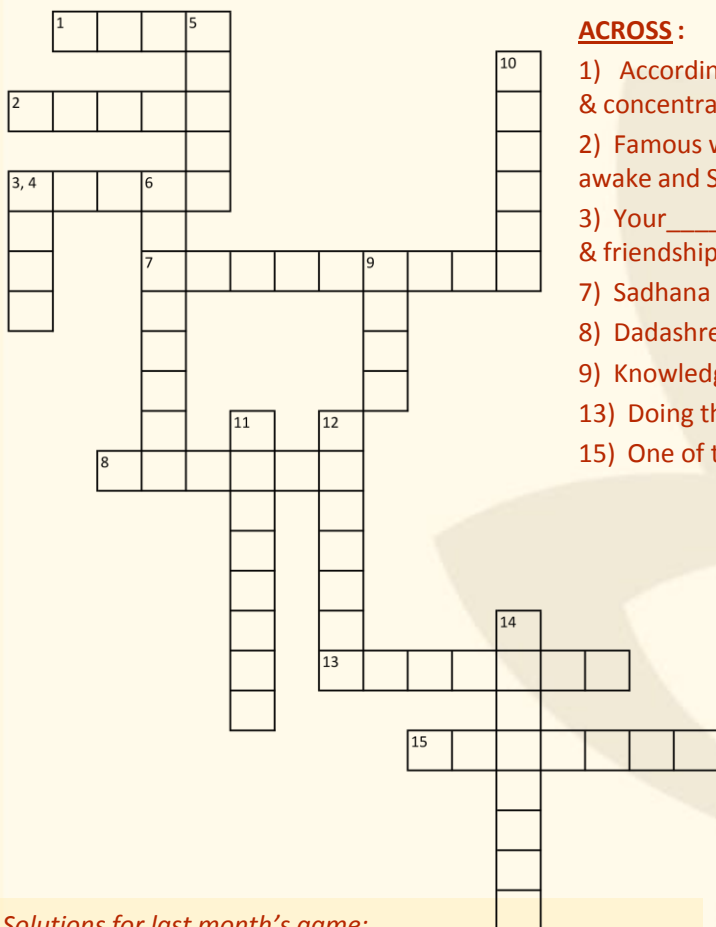 1 5
10
2
3, 4 6
7 9
11 12
8
14
13
15
ACROSS :
1) Accordin
& concentra
2) Famous w
awake and S
3) Your____
& friendship
7) Sadhana
8) Dadashre
9) Knowledg
13) Doing th
15) One of t
Solutions for last month's game: